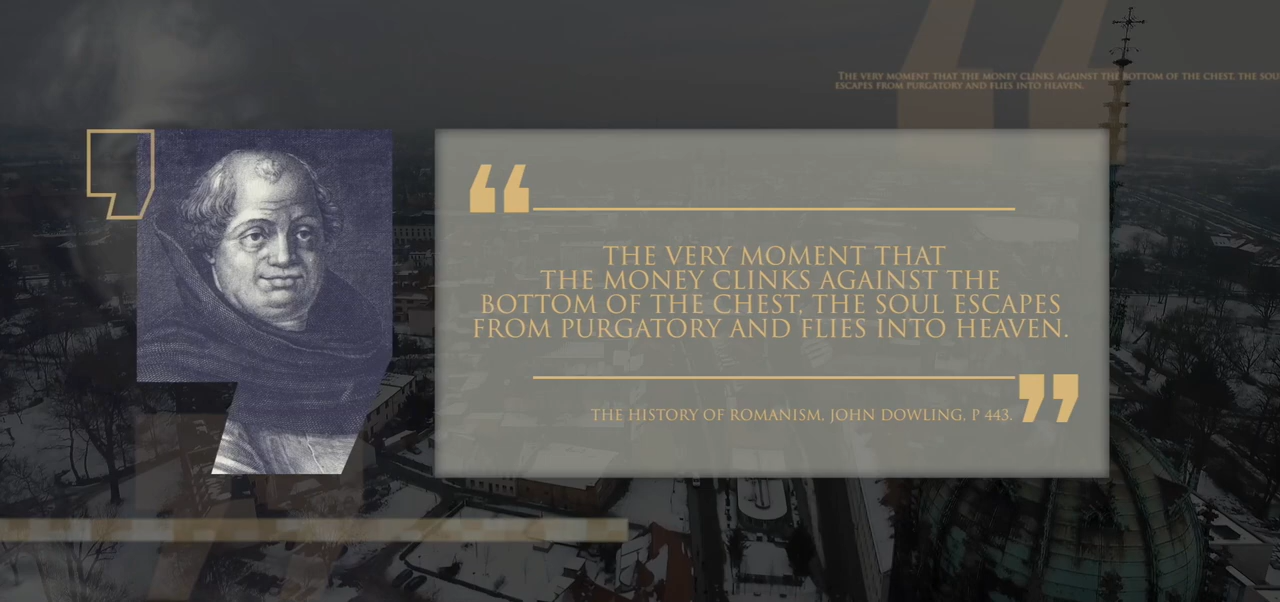 THE VERY MOMENT THAT THE MONEY CLINKS AGAINST THE BOTTOM OF THE CHEST, THE SOU
ESCAPES FROM PURGATORY AND FLIES INTO HEAVEN.
“
THE VERY MOMENT THAT
THE MONEY CLINKS AGAINST THE
BOTTOM OF THE CHEST, THE SOUL ESCAPES
FROM PURGATORY AND FLIES INTO HEAVEN.
THE HISTORY OF ROMANISM, JOHN DOWLING, P 443.
”